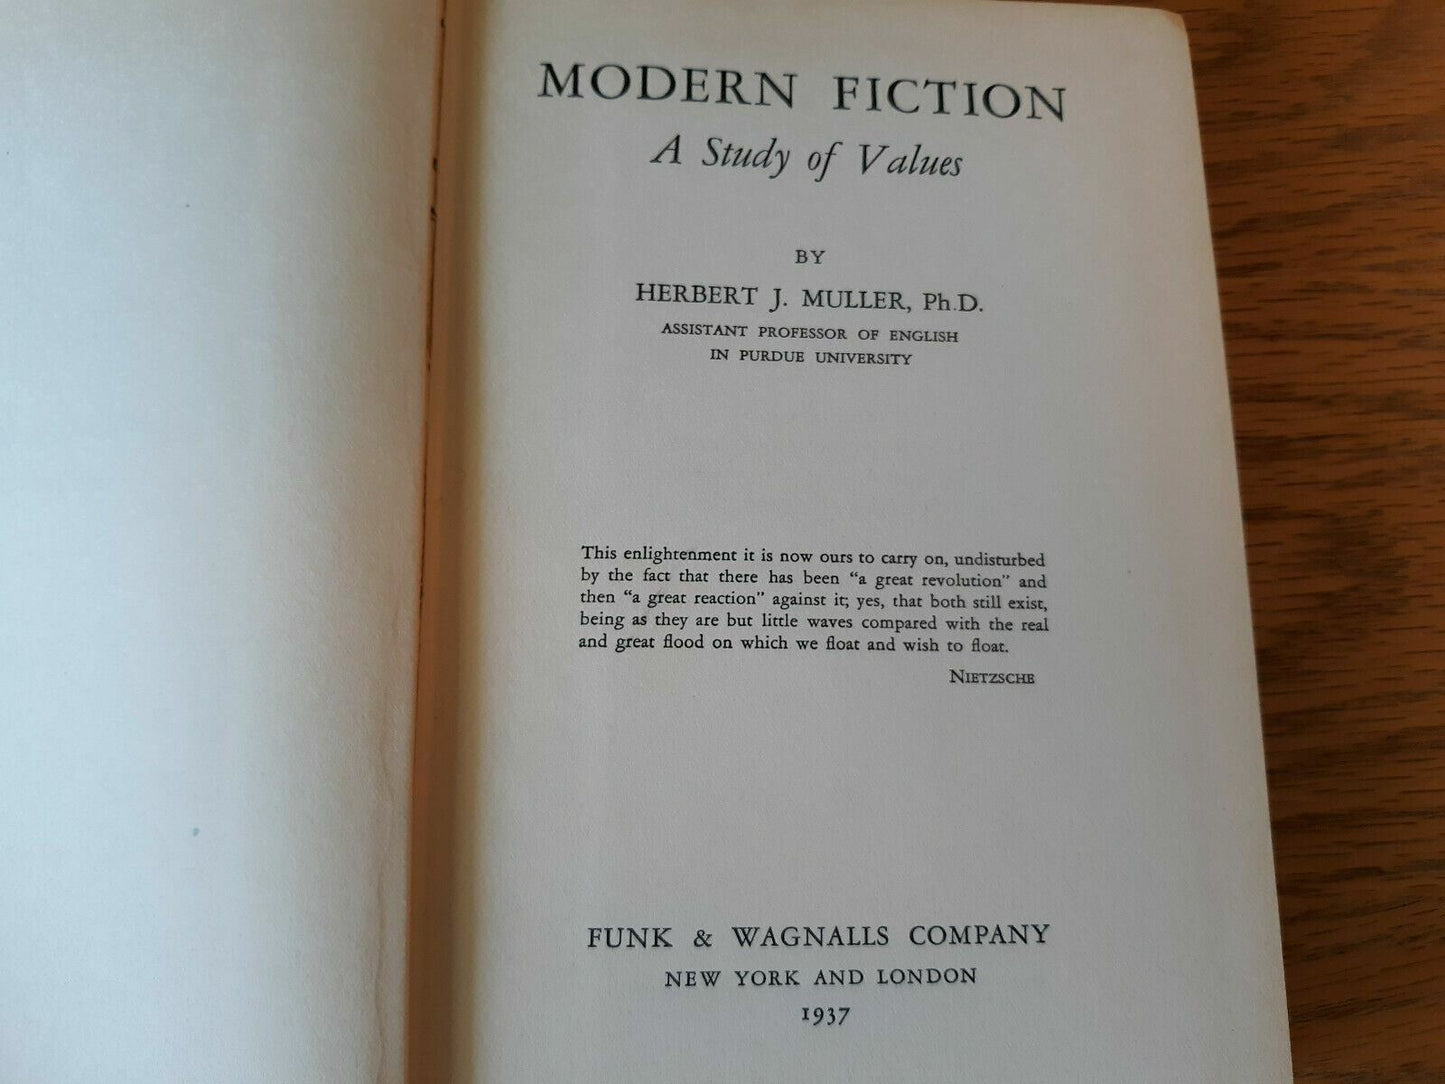 MODERN FICTION
A Study of Values
BY
HERBERT J. MULLER, Ph.D.
ASSISTANT PROFESSOR OF ENGLISH
IN PURDUE UNIVERSITY
This enlightenment it is now ours to carry on, undisturbed
by the fact that there has been “a great revolution” and
then “a great reaction” against it; yes, that both still exist,
being as they are but little waves compared with the real
and great flood on which we float and wish to float.
NIETZSCHE
FUNK & WAGNALLS COMPANY
NEW YORK AND LONDON
1937